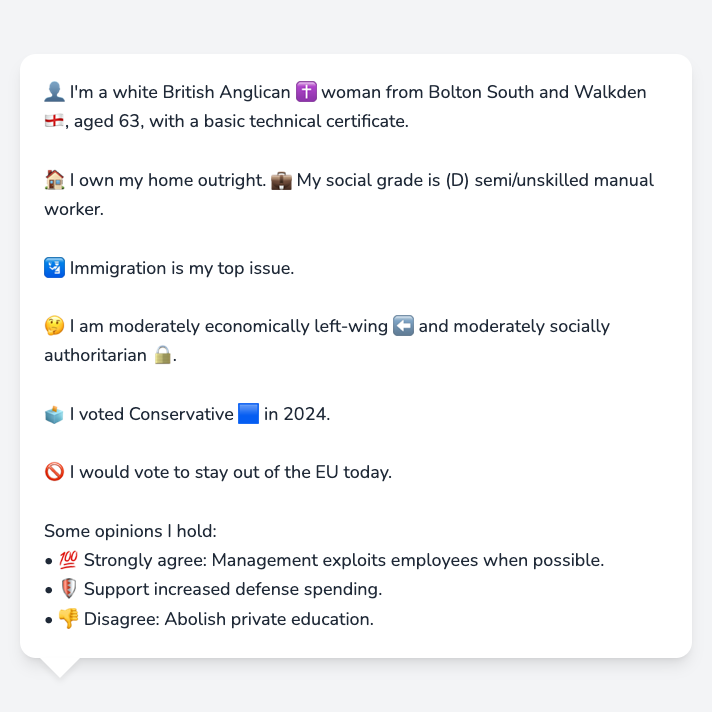 👤 I'm a white British Anglican ✝️ woman from Bolton South and Walkden
🏴󠁧󠁢󠁥󠁮󠁧󠁿, aged 63, with a basic technical certificate.
🏠 I own my home outright. 💼 My social grade is (D) semi/unskilled manual
worker.
🛂 Immigration is my top issue.
🤔 I am moderately economically left-wing ⬅️ and moderately socially
authoritarian 🔒.
🗳️ I voted Conservative 🟦 in 2024.
🚫 I would vote to stay out of the EU today.
Some opinions I hold:
• 💯 Strongly agree: Management exploits employees when possible.
• 🛡️ Support increased defense spending.
• 👎 Disagree: Abolish private education.